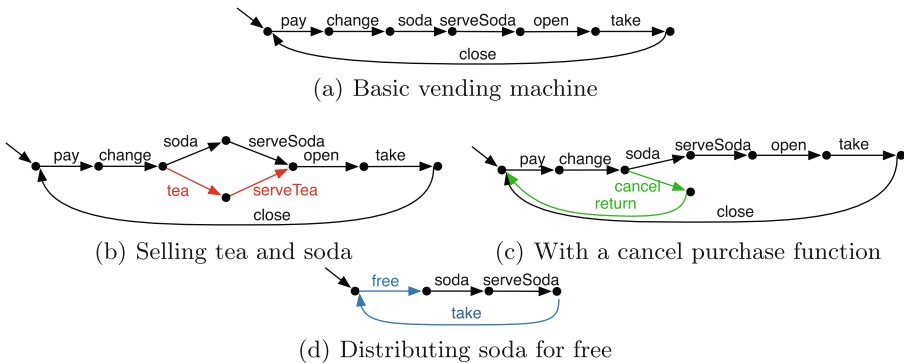 pay change soda serveSoda open take
close
(a) Basic vending machine
soda serveSoda
pay change open take
tea serveTea
close
(b) Selling tea and soda
serveSoda open take
pay change soda
cancel
return
close
(c) With a cancel purchase function
free soda serveSoda
take
(d) Distributing soda for free